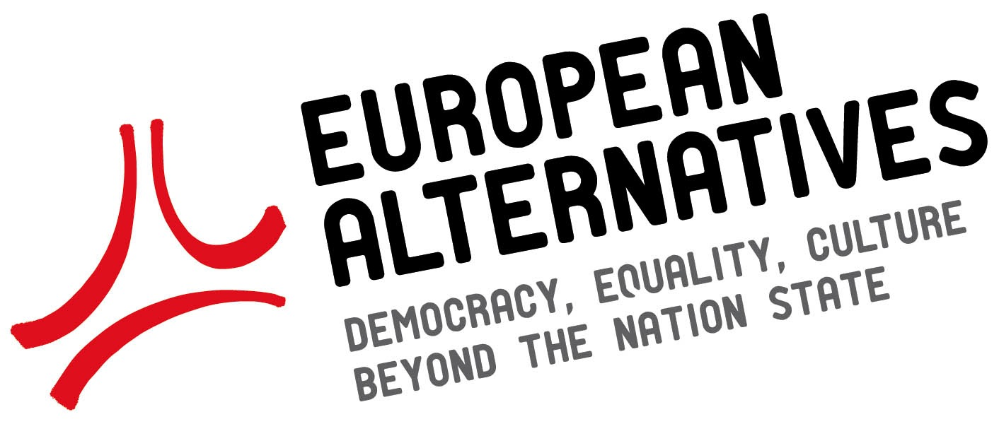 EUROPEAN
ALTERNATIVES
DEMOCRACY, EQUALITY, CULTURE
BEYOND THE NATION STATE